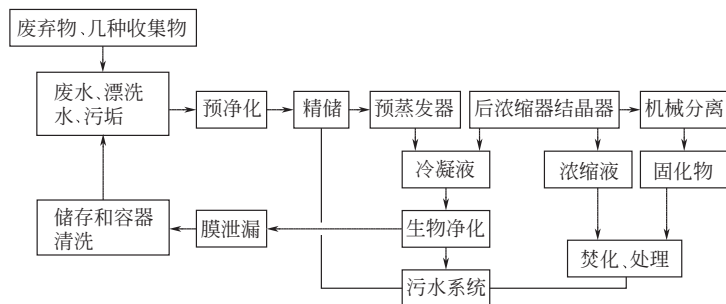 废弃物、几种收集物
废水、漂洗
水、污垢
预净化
精储
预蒸发器
后浓缩器结晶器
机械分离
冷凝液
浓缩液
固化物
储存和容器
清洗
膜泄漏
生物净化
焚化、处理
污水系统